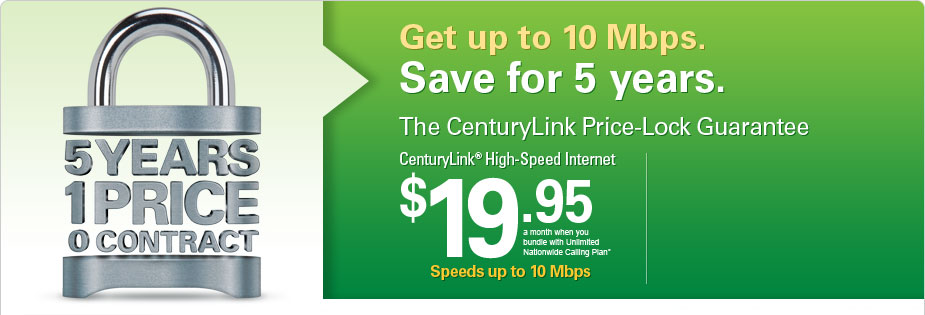 5 YEARS
1 PRICE
0 CONTRACT
Get up to 10 Mbps.
Save for 5 years.
The CenturyLink Price-Lock Guarantee
CenturyLink® High-Speed Internet
$19.95
a month when you
bundle with Unlimited
Nationwide Calling Plan*
Speeds up to 10 Mbps